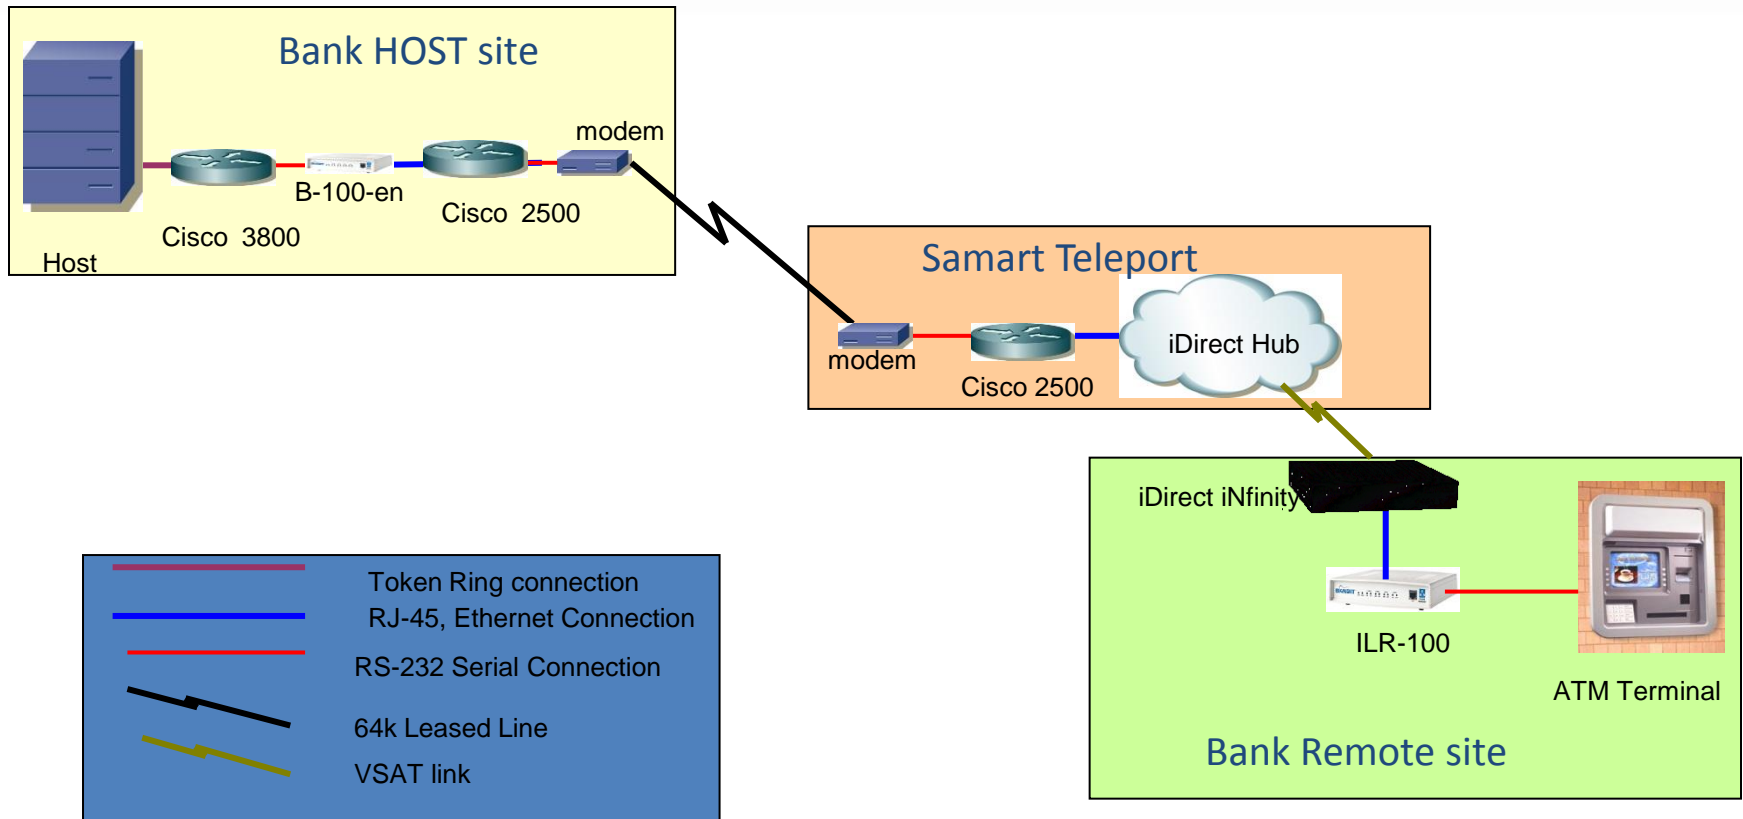 Bank HOST site
modem
B-100-en
Cisco 2500
Cisco 3800
Host
Samart Teleport
iDirect Hub
modem
Cisco 2500
iDirect iNfinity
ILR-100
ATM Terminal
Bank Remote site
Token Ring connection
RJ-45, Ethernet Connection
RS-232 Serial Connection
64k Leased Line
VSAT link